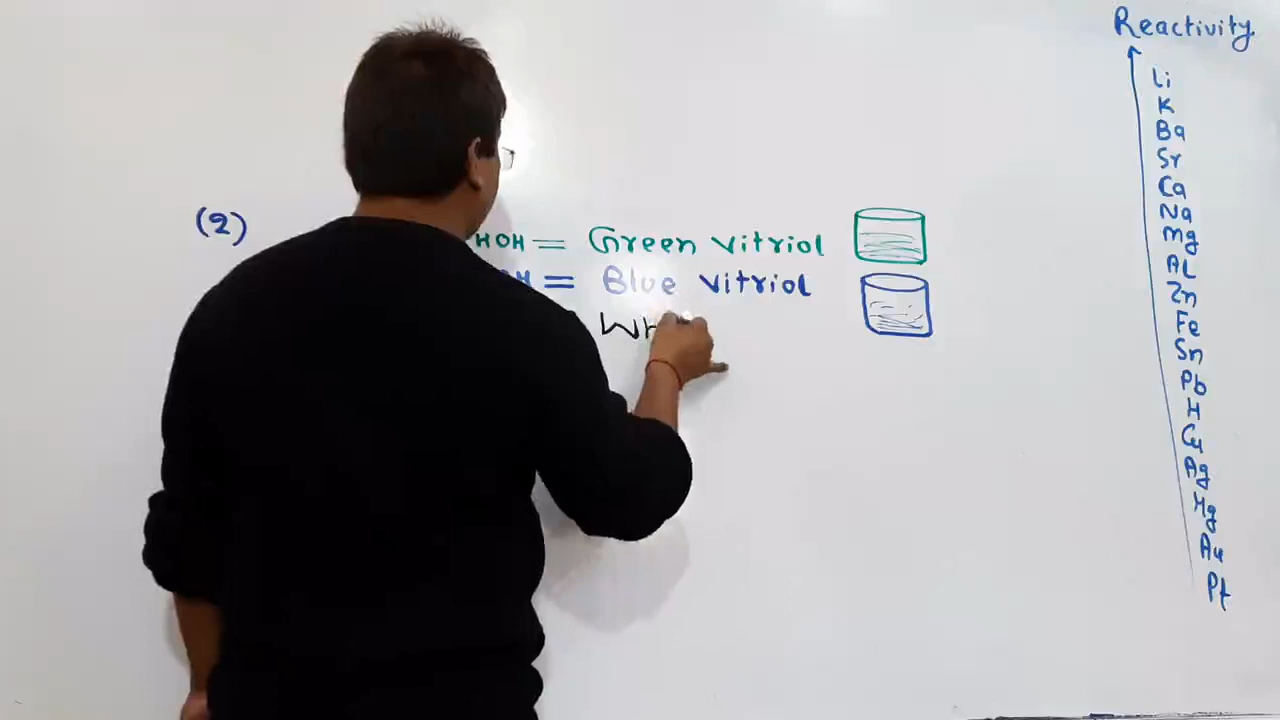 Reactivity
Li
K
Ba
Sr
Ca
Na
Mg
Al
Zn
Fe
Sn
Pb
H
Cu
Ag
Hg
Au
Pt
(2)
HOH = Green vitriol
OH = Blue vitriol
Wh